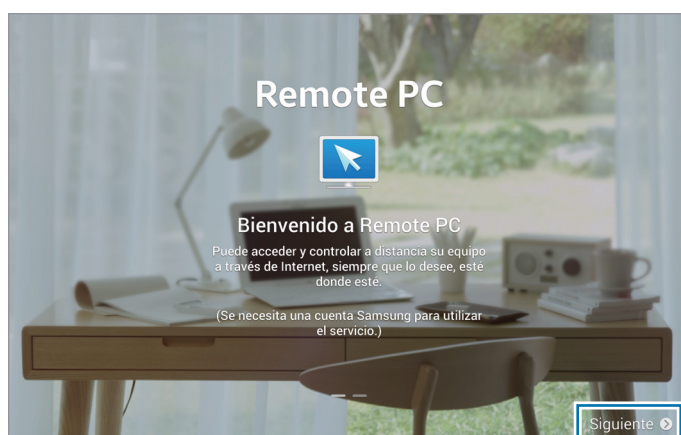 Remote PC
Bienvenido a Remote PC
Puede acceder y controlar a distancia su equipo
a través de Internet, siempre que lo desee, esté
donde esté.
(Se necesita una cuenta Samsung para utilizar
el servicio.)
Siguiente